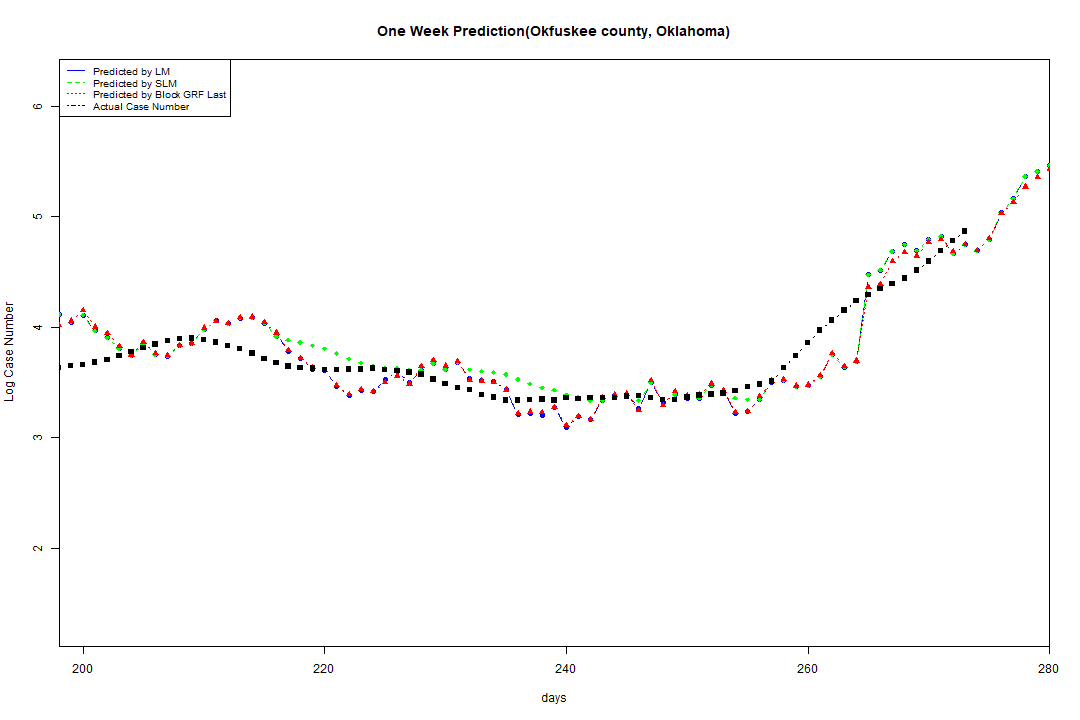 One Week Prediction(Okfuskee county, Oklahoma)
Predicted by LM
Predicted by SLM
Predicted by Block GRF Last
Actual Case Number
Log Case Number
6
5
4
3
2
200 220 240 260 280
days